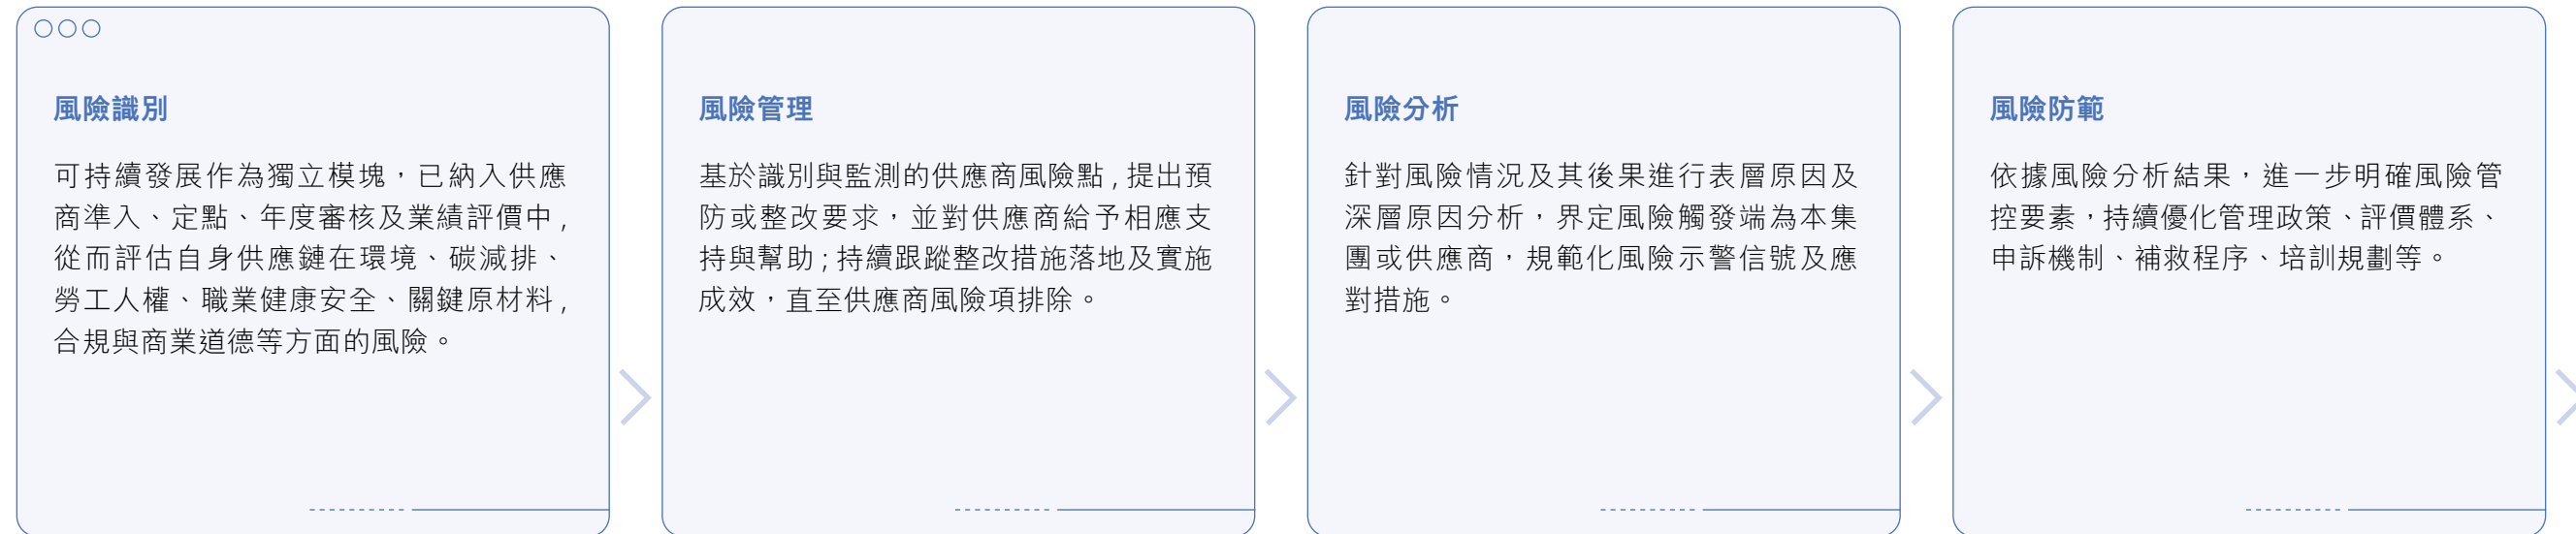 風險識別
可持續發展作為獨立模塊，已納入供應
商準入、定點、年度審核及業績評價中,
從而評估自身供應鏈在環境、碳減排、
勞工人權、職業健康安全、關鍵原材料,
合規與商業道德等方面的風險。
風險管理
基於識別與監測的供應商風險點,提出預
防或整改要求，並對供應商給予相應支
持與幫助;持續跟蹤整改措施落地及實施
成效，直至供應商風險項排除。
風險分析
針對風險情況及其後果進行表層原因及
深層原因分析，界定風險觸發端為本集
團或供應商，規範化風險示警信號及應
對措施。
風險防範
依據風險分析結果，進一步明確風險管
控要素，持續優化管理政策、評價體系、
申訴機制、補救程序、培訓規劃等。